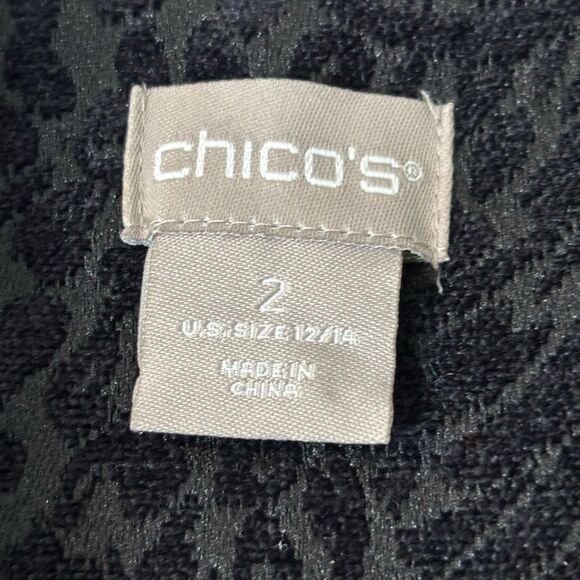 chico's®
2
U.S. SIZE 12/14
MADE IN
CHINA